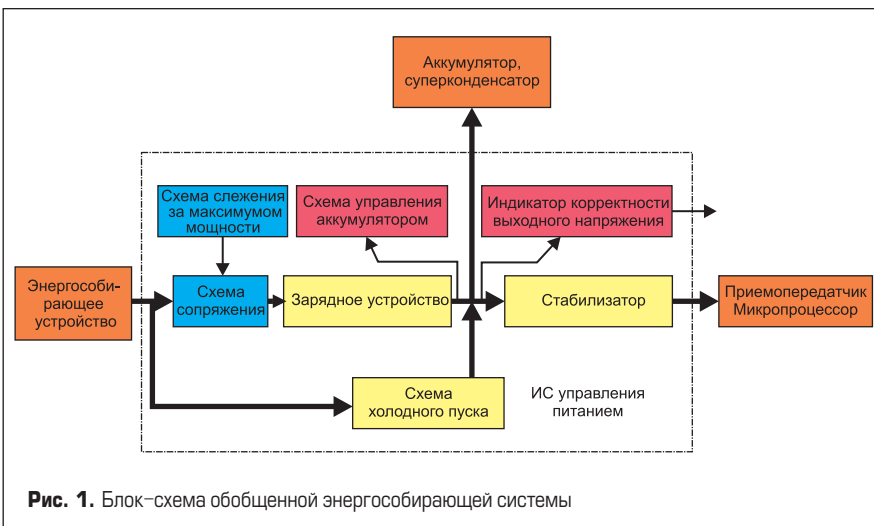 Аккумулятор,
суперконденсатор
Схема слежения
за максимумом
мощности
Схема управления
аккумулятором
Индикатор корректности
выходного напряжения
Энергособи-
рающее
устройство
Схема
сопряжения
Зарядное устройство
Стабилизатор
Приемопередатчик
Микропроцессор
Схема
холодного пуска
ИС управления
питанием
Рис. 1. Блок-схема обобщенной энергособирающей системы